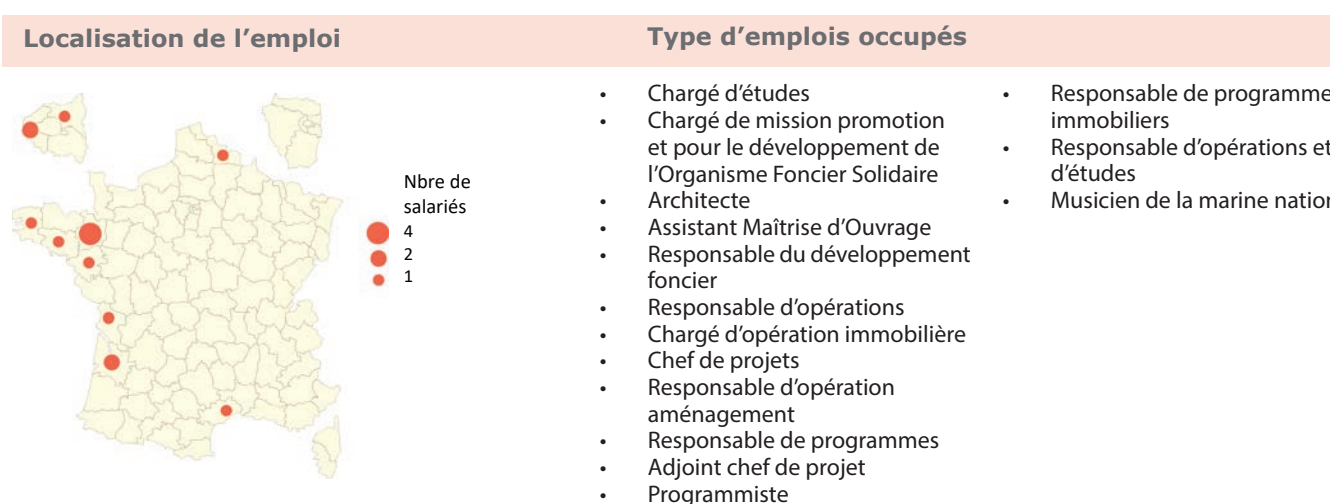 Localisation de l’emploi
Type d’emplois occupés
Nbre de
salariés
4
2
1
• Chargé d’études
• Chargé de mission promotion
et pour le développement de
l’Organisme Foncier Solidaire
• Architecte
• Assistant Maîtrise d’Ouvrage
• Responsable du développement
foncier
• Responsable d’opérations
• Chargé d’opération immobilière
• Chef de projets
• Responsable d’opération
aménagement
• Responsable de programmes
• Adjoint chef de projet
• Programmiste
• Responsable de programme
immobiliers
• Responsable d’opérations et
d’études
• Musicien de la marine nation